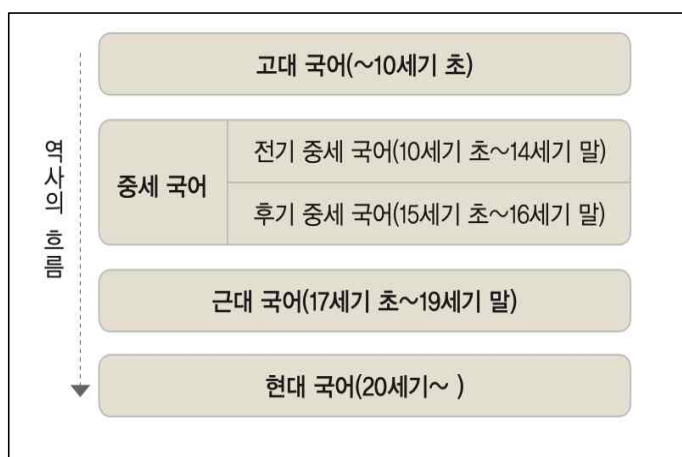 역사의 흐름
고대 국어(~10세기 초)
중세 국어
전기 중세 국어(10세기 초~14세기 말)
후기 중세 국어(15세기 초~16세기 말)
근대 국어(17세기 초~19세기 말)
현대 국어(20세기~ )